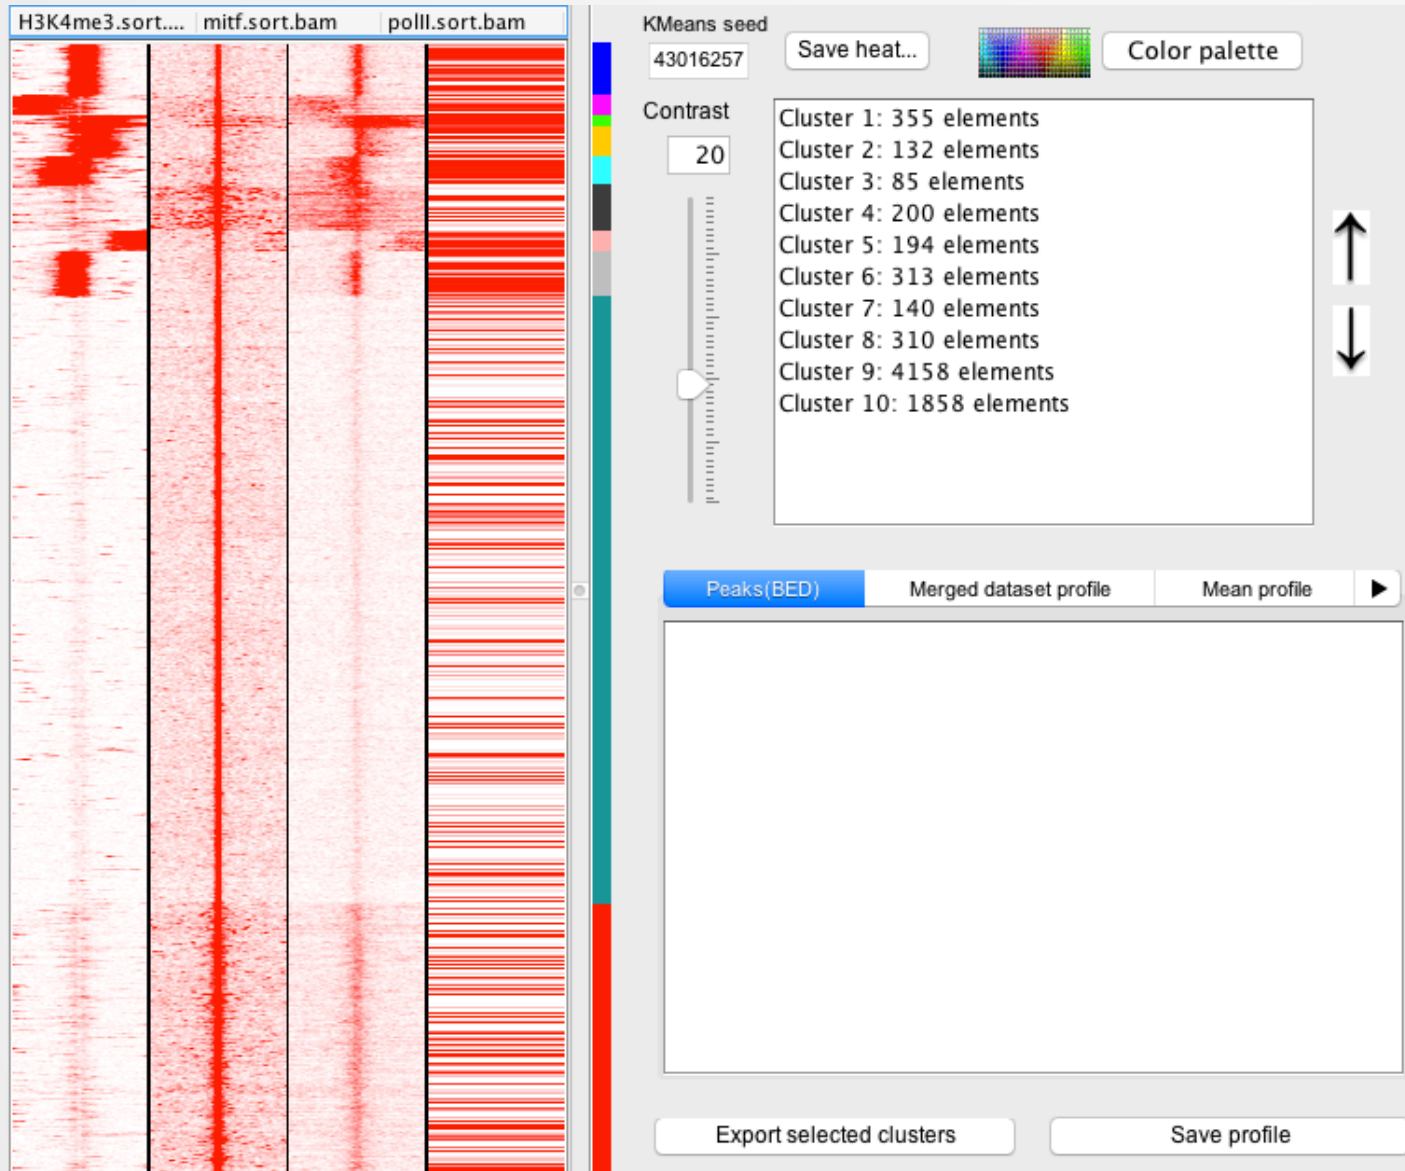 H3K4me3.sort.... mitf.sort.bam polII.sort.bam
KMeans seed
43016257
Save heat...
Color palette
Contrast
20
Cluster 1: 355 elements
Cluster 2: 132 elements
Cluster 3: 85 elements
Cluster 4: 200 elements
Cluster 5: 194 elements
Cluster 6: 313 elements
Cluster 7: 140 elements
Cluster 8: 310 elements
Cluster 9: 4158 elements
Cluster 10: 1858 elements
Peaks(BED) Merged dataset profile Mean profile
Export selected clusters Save profile